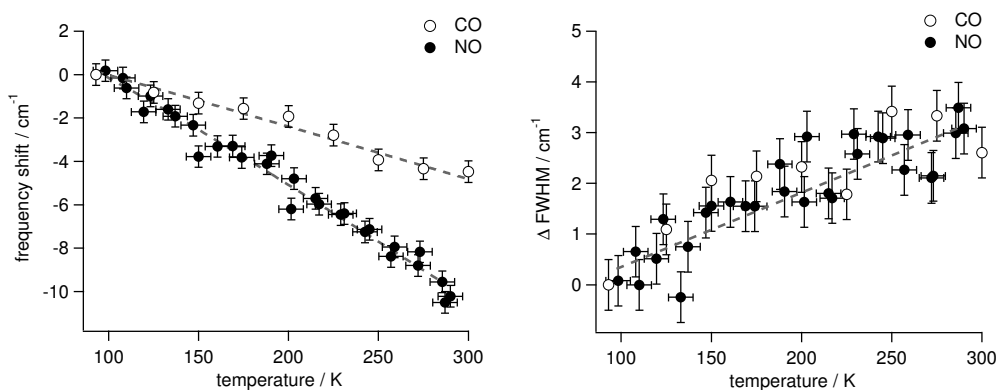 2
0
-2
-4
-6
-8
-10
frequency shift / cm⁻¹
100 150 200 250 300
temperature / K
CO
NO
5
4
3
2
1
0
Δ FWHM / cm⁻¹
100 150 200 250 300
temperature / K
CO
NO